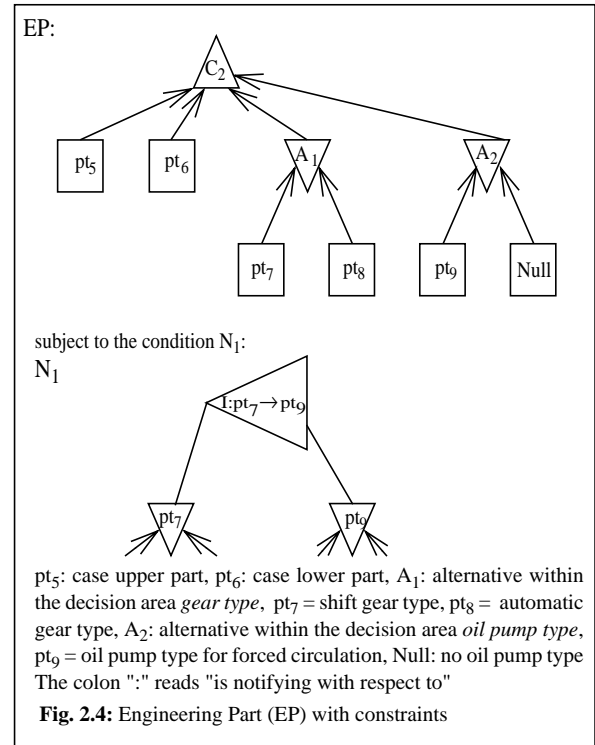 EP:
C2
pt5 pt6 A1 A2
pt7 pt8 pt9 Null
subject to the condition N1:
N1
I:pt7→pt9
pt7 pt9
pt5: case upper part, pt6: case lower part, A1: alternative within
the decision area gear type, pt7 = shift gear type, pt8 = automatic
gear type, A2: alternative within the decision area oil pump type,
pt9 = oil pump type for forced circulation, Null: no oil pump type
The colon ":" reads "is notifying with respect to"
Fig. 2.4: Engineering Part (EP) with constraints